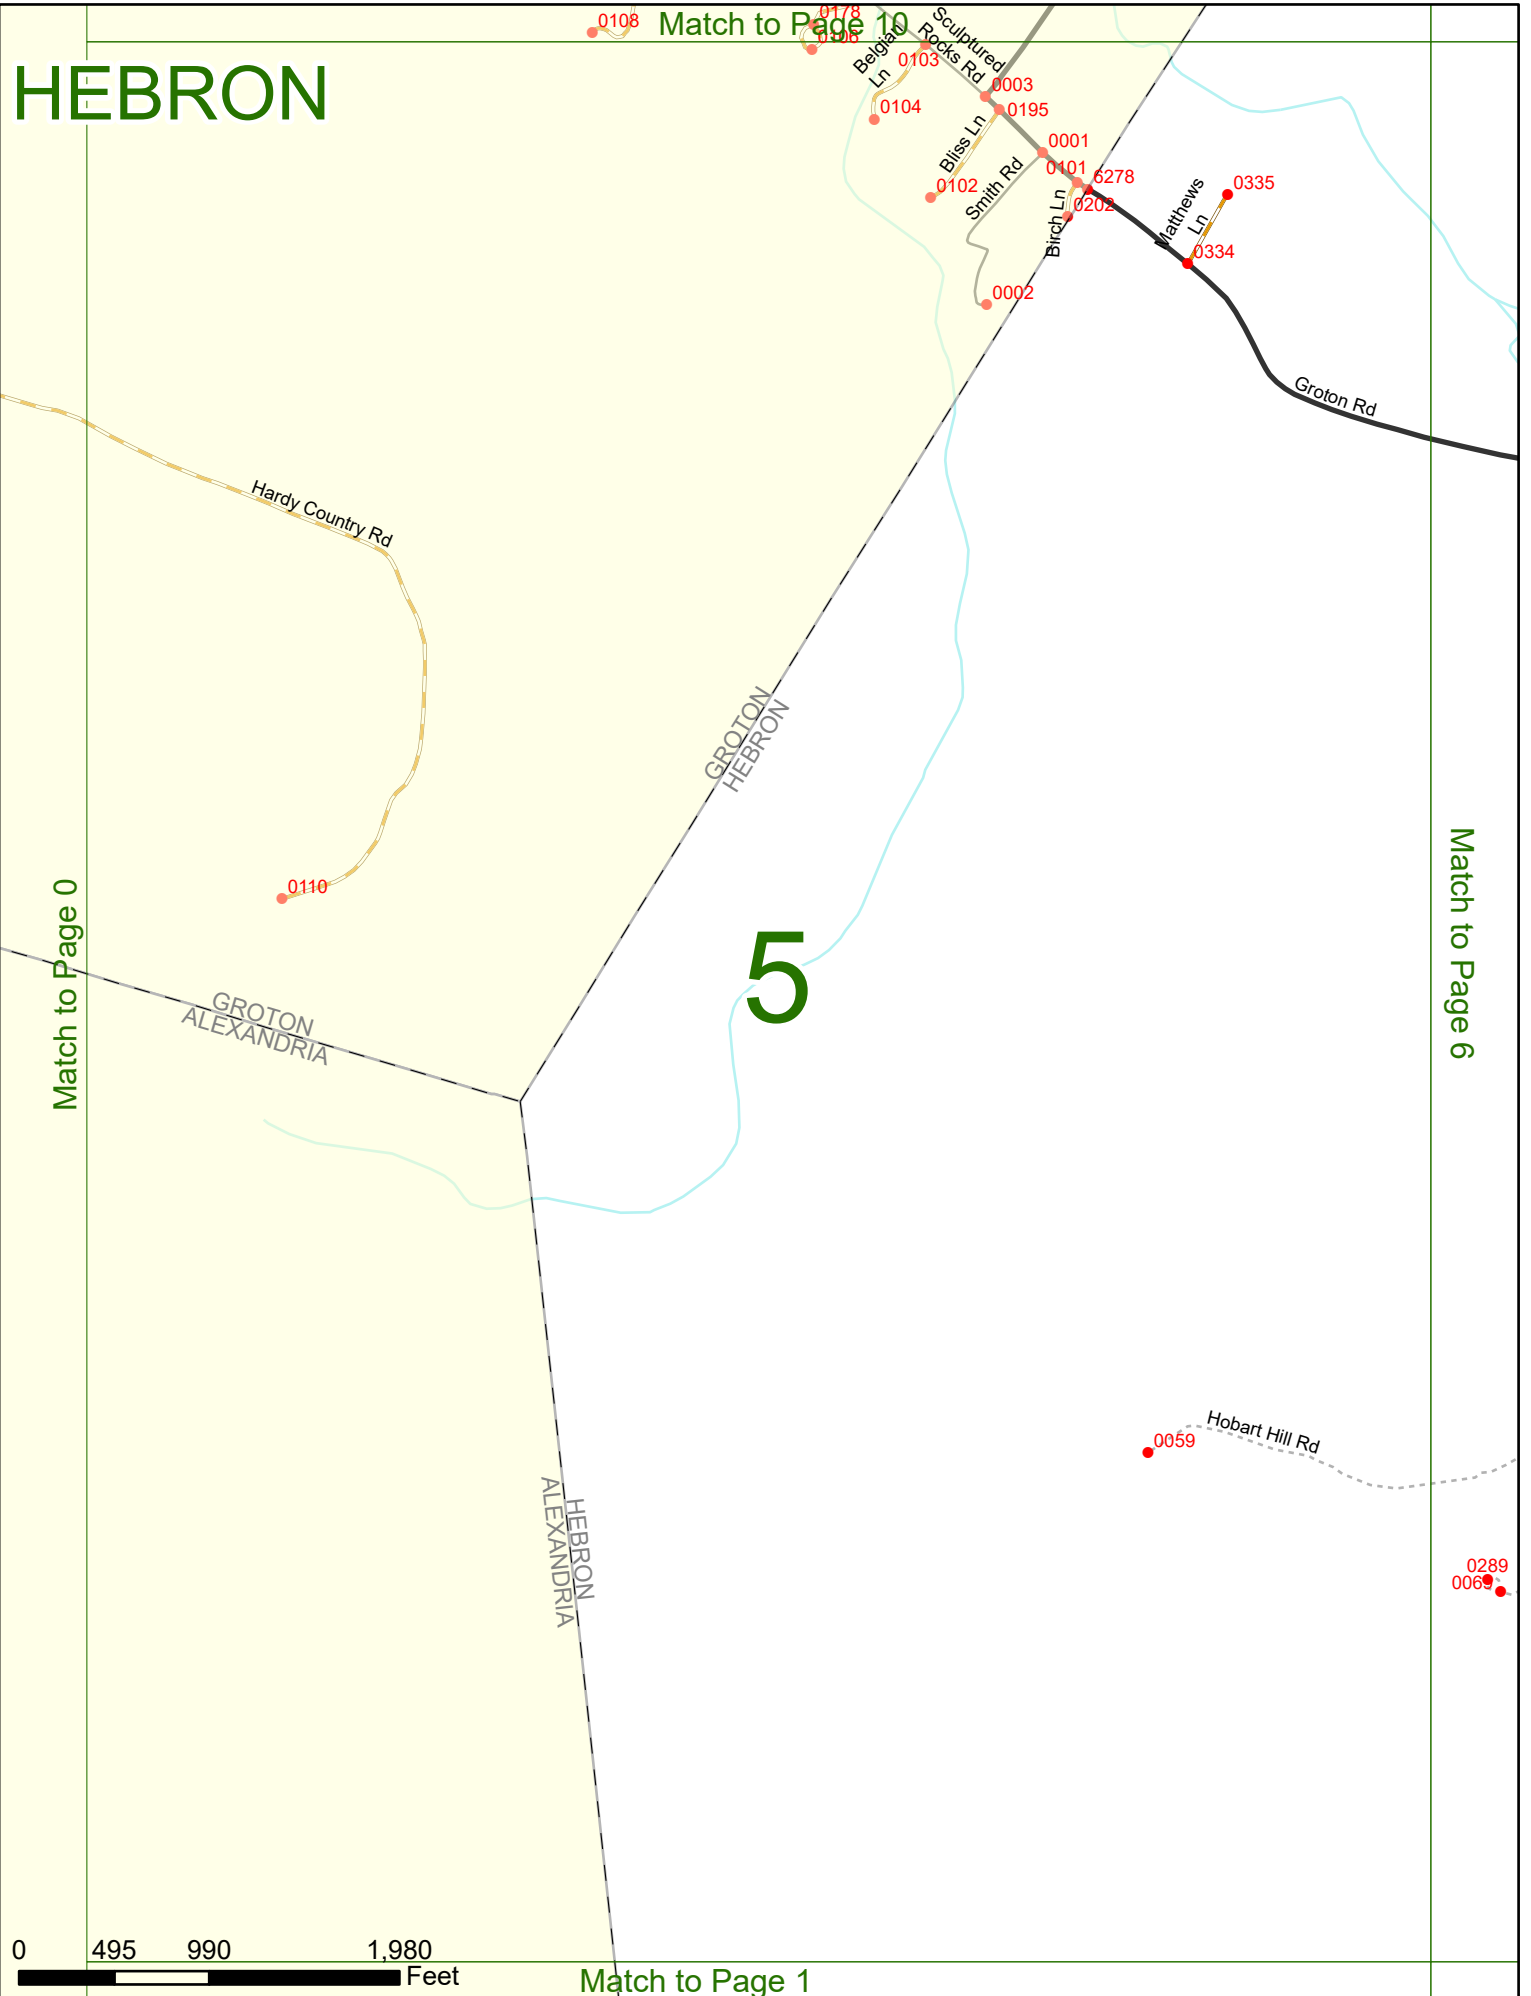 0108
0178
Match to Page 10
0106
HEBRON
Belgian
Ln
Sculptured
Rocks Rd
0103
0003
0104
0195
Bliss Ln
0001
Smith Rd
0101
6278
0102
0202
Birch Ln
Matthews
Ln
0335
0334
0002
Groton Rd
Hardy Country Rd
GROTON
HEBRON
0110
Match to Page 0
5
Match to Page 6
GROTON
ALEXANDRIA
0059
Hobart Hill Rd
HEBRON
ALEXANDRIA
0289
0 495 990 1,980
Feet
Match to Page 1